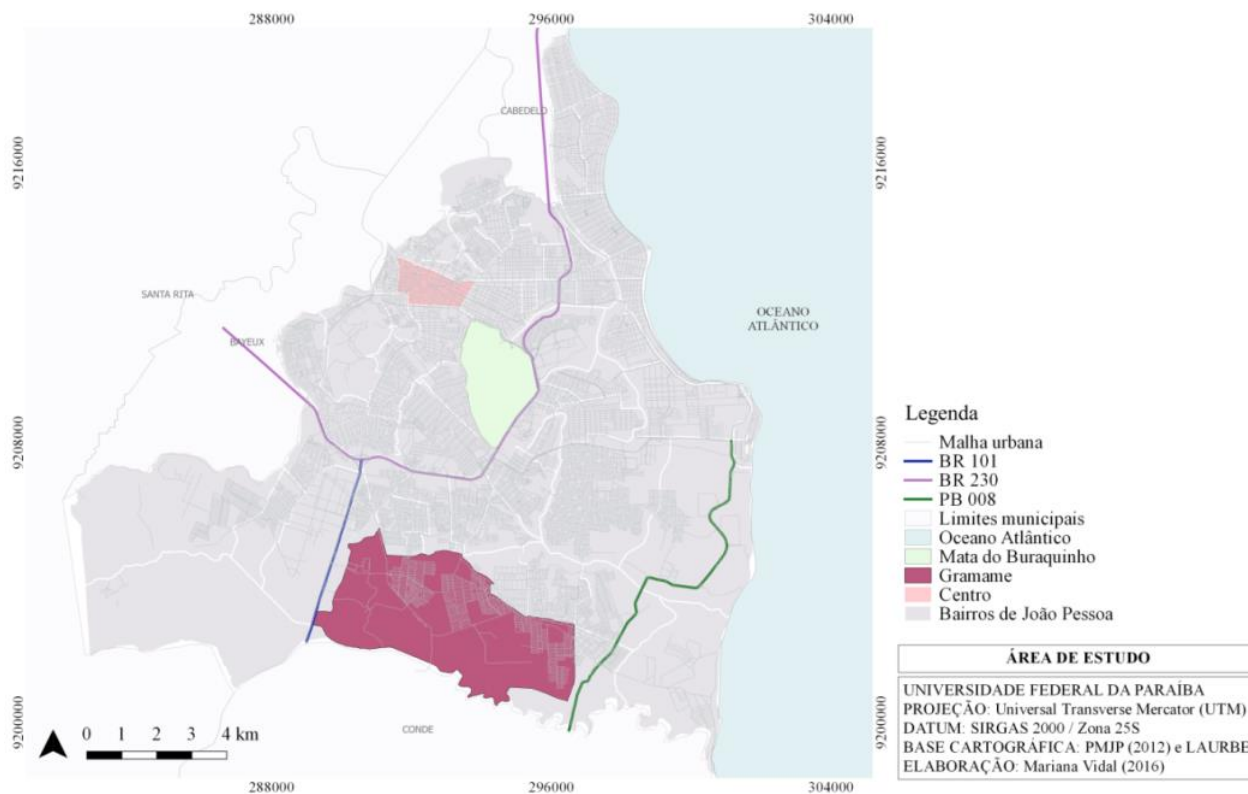 288000
296000
304000
CABEDELO
9216000
9216000
SANTA RITA
BAYEUX
OCEANO
ATLÂNTICO
9208000
9208000
Legenda
Malha urbana
BR 101
BR 230
PB 008
Limites municipais
Oceano Atlântico
Mata do Buraquinho
Gramame
Centro
Bairros de João Pessoa
ÁREA DE ESTUDO
UNIVERSIDADE FEDERAL DA PARAÍBA
PROJEÇÃO: Universal Transverse Mercator (UTM)
DATUM: SIRGAS 2000 / Zona 25S
BASE CARTOGRÁFICA: PMJP (2012) e LAURBE
ELABORAÇÃO: Mariana Vidal (2016)
9200000
9200000
CONDE
0 1 2 3 4 km
288000
296000
304000